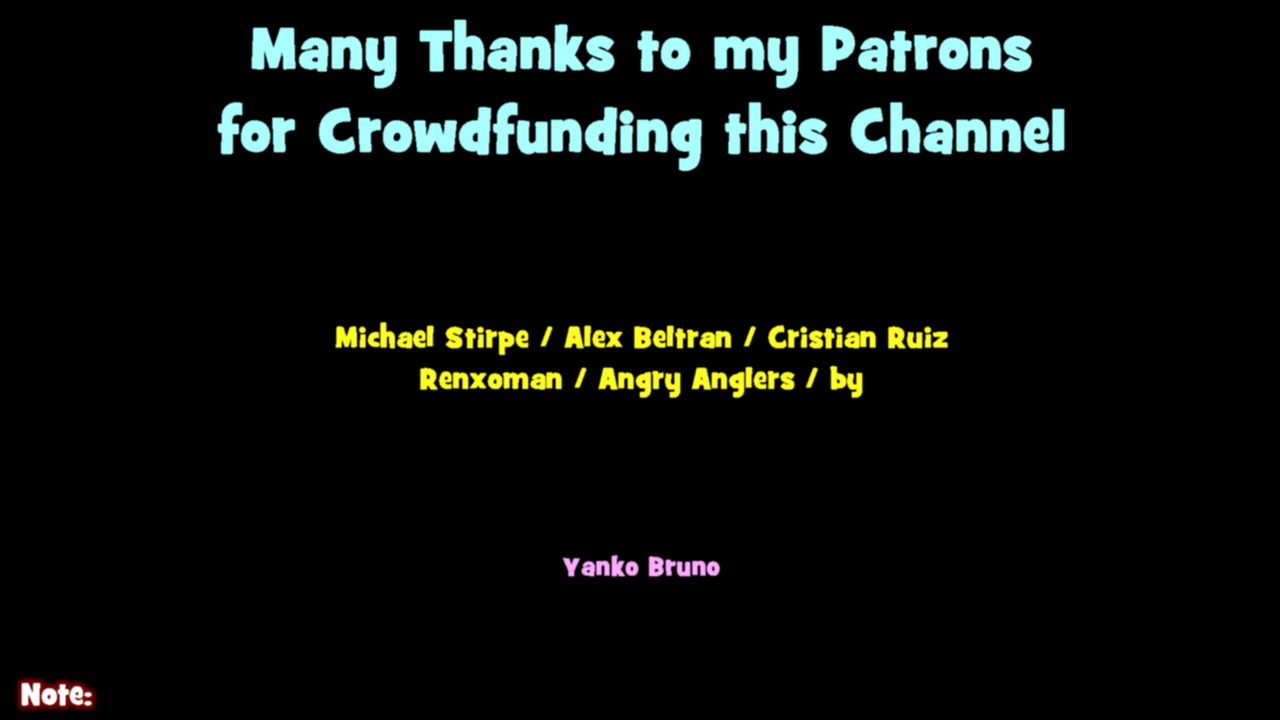 Many Thanks to my Patrons
for Crowdfunding this Channel
Michael Stirpe / Alex Beltran / Cristian Ruiz
Renxoman / Angry Anglers / by
Yanko Bruno
Note: